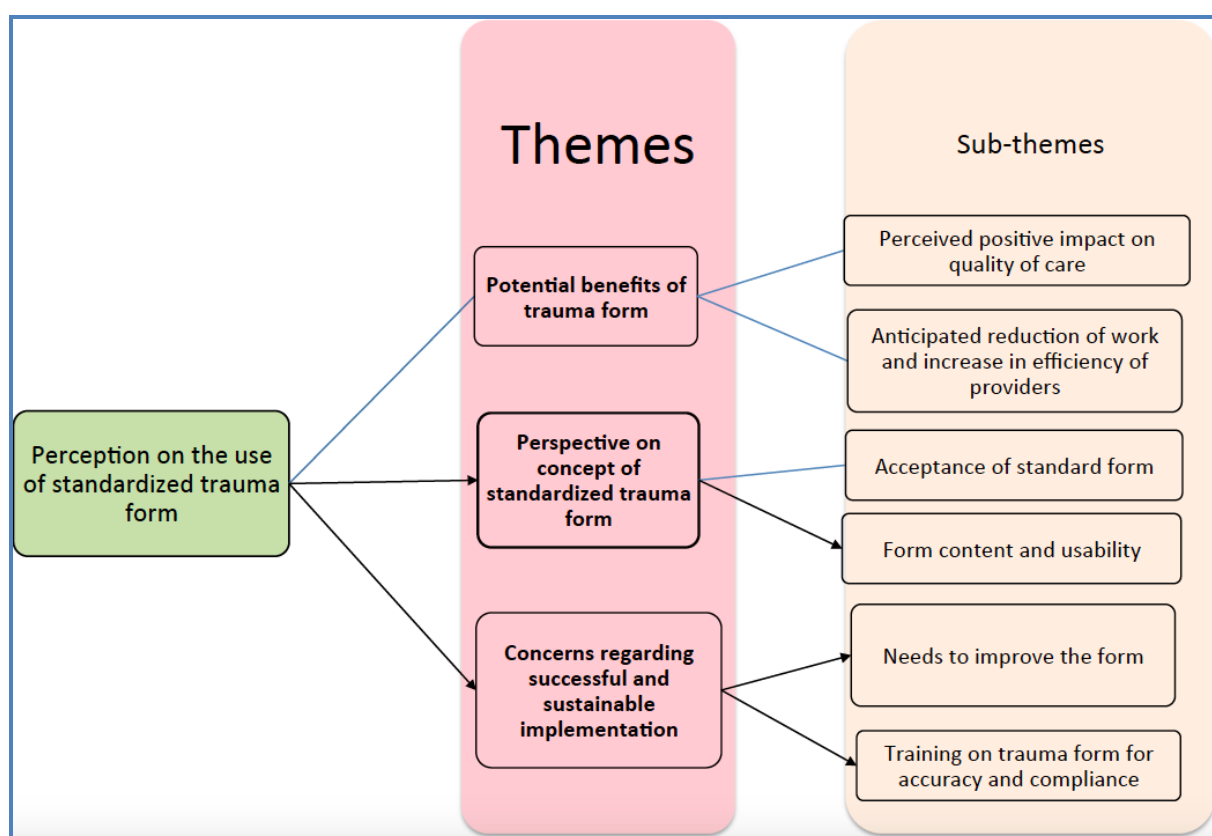 Themes
Sub-themes
Perception on the use
of standardized trauma
form
Potential benefits of
trauma form
Perspective on
concept of
standardized trauma
form
Concerns regarding
successful and
sustainable
implementation
Perceived positive impact on
quality of care
Anticipated reduction of work
and increase in efficiency of
providers
Acceptance of standard form
Form content and usability
Needs to improve the form
Training on trauma form for
accuracy and compliance